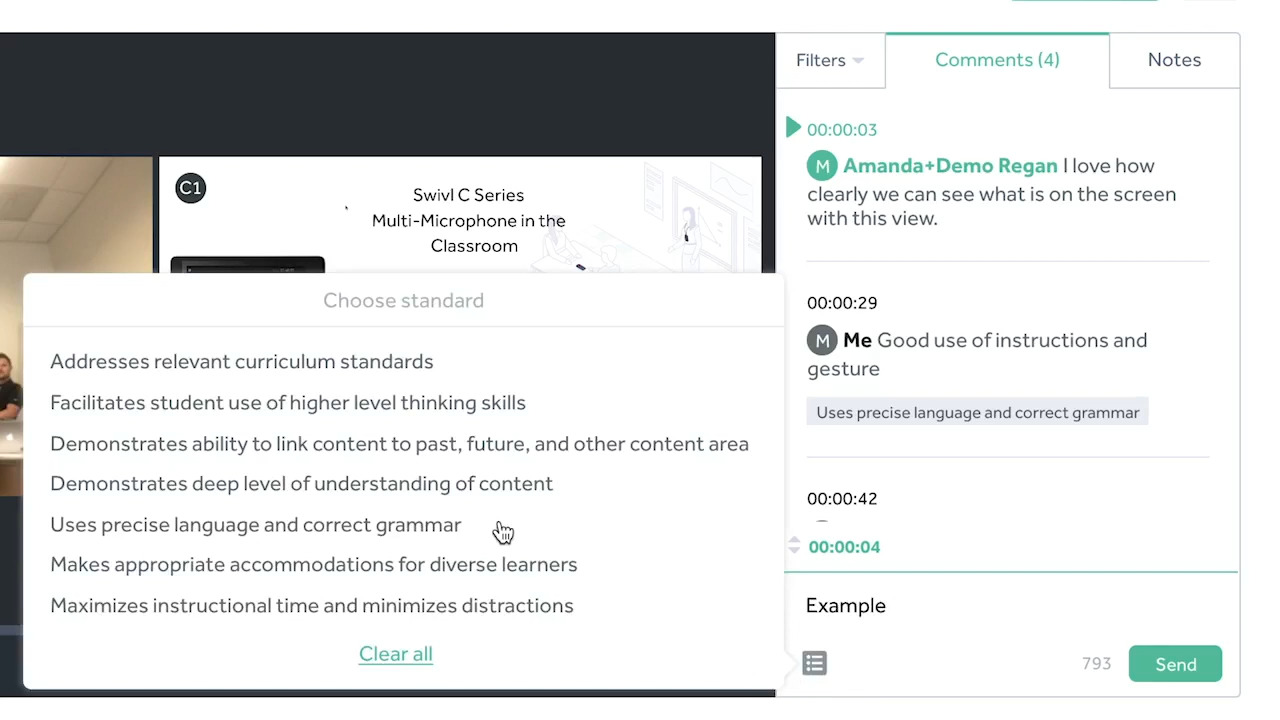 Filters
Comments (4)
Notes
00:00:03
M Amanda+Demo Regan I love how
clearly we can see what is on the screen
with this view.
00:00:29
M Me Good use of instructions and
gesture
Uses precise language and correct grammar
00:00:42
00:00:04
Example
793
Send
C1
Swivl C Series
Multi-Microphone in the
Classroom
Choose standard
Addresses relevant curriculum standards
Facilitates student use of higher level thinking skills
Demonstrates ability to link content to past, future, and other content area
Demonstrates deep level of understanding of content
Uses precise language and correct grammar
Makes appropriate accommodations for diverse learners
Maximizes instructional time and minimizes distractions
Clear all